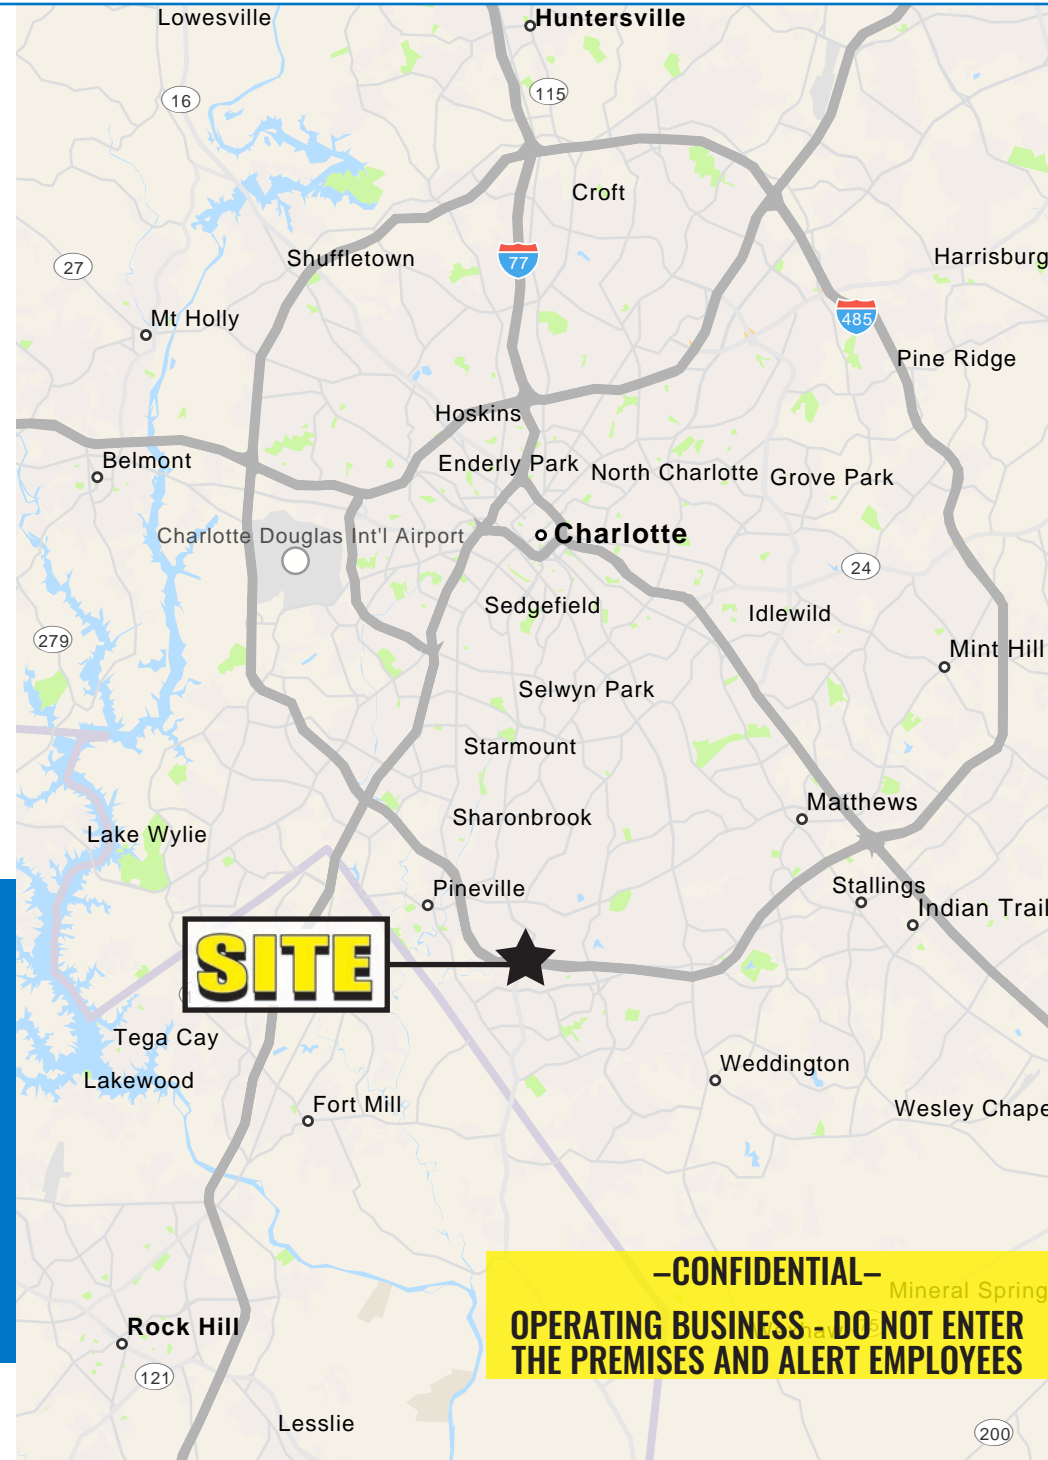 Lowesville
Huntersville
16
115
Croft
Shuffletown
77
Harrisburg
27
Mt Holly
485
Pine Ridge
Hoskins
Belmont
Enderly Park
North Charlotte
Grove Park
Charlotte Douglas Int'l Airport
Charlotte
24
Sedgefield
Idlewild
279
Mint Hill
Selwyn Park
Starmount
Matthews
Sharonbrook
Lake Wylie
Pineville
Stallings
Indian Trail
SITE
Tega Cay
Weddington
Lakewood
Fort Mill
Wesley Chape
–CONFIDENTIAL–
Mineral Spring
OPERATING BUSINESS - DO NOT ENTER
THE PREMISES AND ALERT EMPLOYEES
Rock Hill
121
Lesslie
200